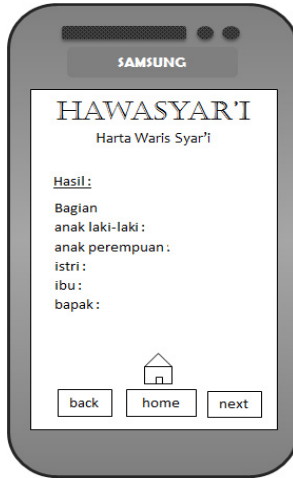 SAMSUNG
HAWASYAR'I
Harta Waris Syar'i
Hasil :
Bagian
anak laki-laki :
anak perempuan :
istri :
ibu :
bapak :
back
home
next